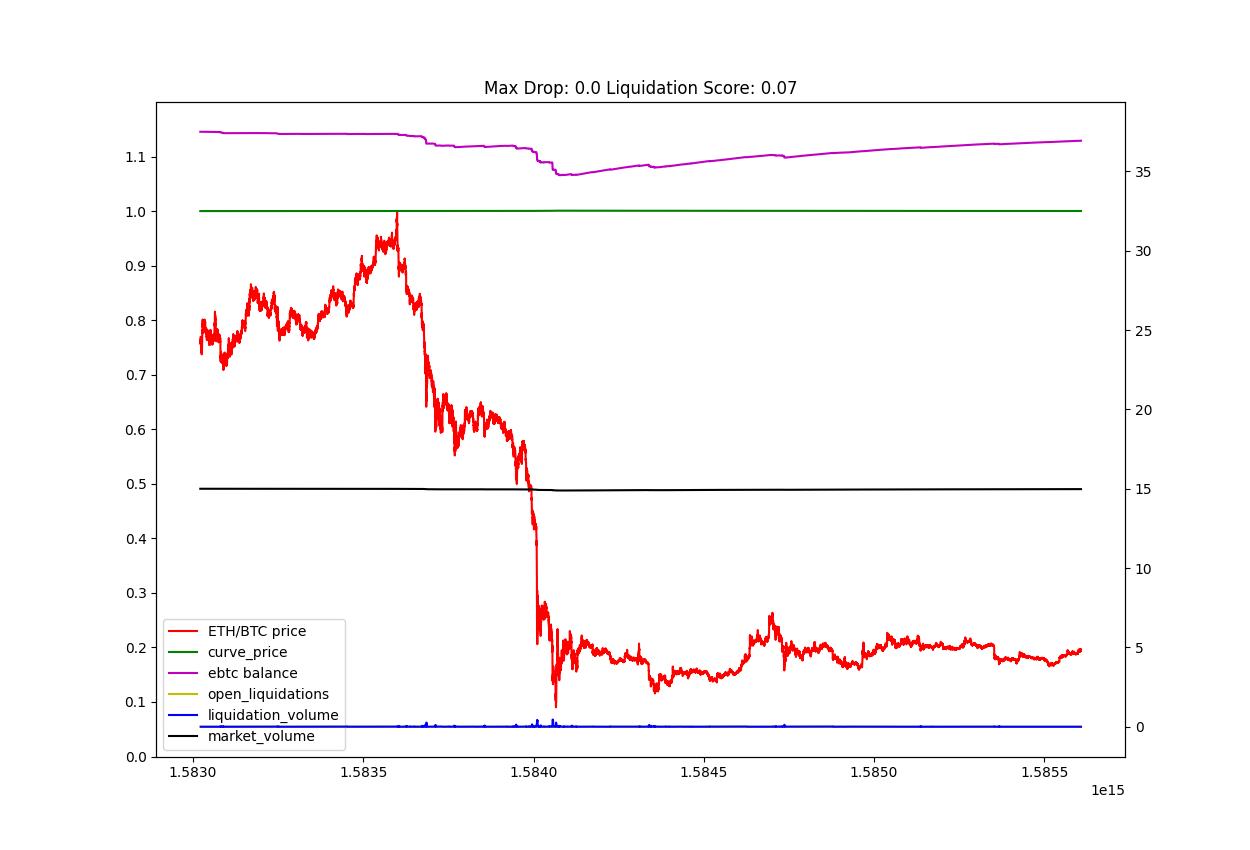 Max Drop: 0.0 Liquidation Score: 0.07
1.1
1.0
0.9
0.8
0.7
0.6
0.5
0.4
0.3
0.2
0.1
0.0
35
30
25
20
15
10
5
0
ETH/BTC price
curve_price
ebtc balance
open_liquidations
liquidation_volume
market_volume
1.5830 1.5835 1.5840 1.5845 1.5850 1.5855
1e15